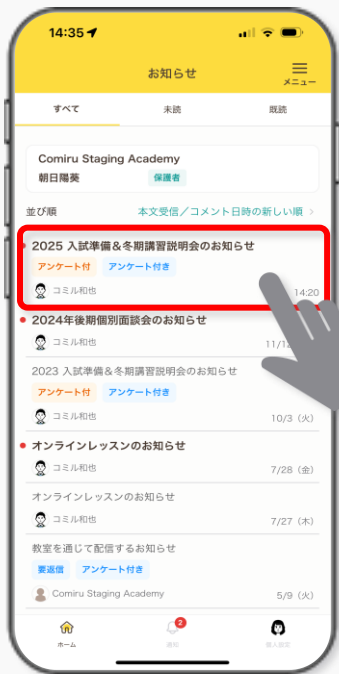 14:35
お知らせ
メニュー
すべて 未読 既読
Comiru Staging Academy
朝日陽葵 保護者
並び順 本文受信／コメント日時の新しい順
2025 入試準備＆冬期講習説明会のお知らせ
アンケート付 アンケート付き
コミル和也 14:20
2024年後期個別面談会のお知らせ
コミル和也
2023 入試準備＆冬期講習説明会のお知らせ
アンケート付 アンケート付き
コミル和也 10/3（火）
オンラインレッスンのお知らせ
コミル和也 7/28（金）
オンラインレッスンのお知らせ
コミル和也 7/27（木）
教室を通じて配信するお知らせ
要返信 アンケート付き
Comiru Staging Academy 5/9（火）
2
ホーム 通知 個人設定